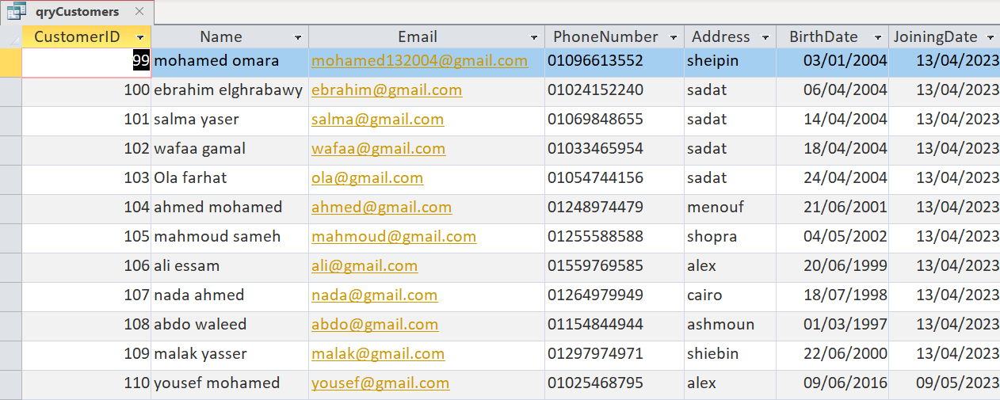 qryCustomers
CustomerID Name Email PhoneNumber Address BirthDate JoiningDate
99 mohamed omara mohamed132004@gmail.com 01096613552 sheipin 03/01/2004 13/04/2023
100 ebrahim elghrabawy ebrahim@gmail.com 01024152240 sadat 06/04/2004 13/04/2023
101 salma yaser salma@gmail.com 01069848655 sadat 14/04/2004 13/04/2023
102 wafaa gamal wafaa@gmail.com 01033465954 sadat 18/04/2004 13/04/2023
103 Ola farhat ola@gmail.com 01054744156 sadat 24/04/2004 13/04/2023
104 ahmed mohamed ahmed@gmail.com 01248974479 menouf 21/06/2001 13/04/2023
105 mahmoud sameh mahmoud@gmail.com 01255588588 shopra 04/05/2002 13/04/2023
106 ali essam ali@gmail.com 01559769585 alex 20/06/1999 13/04/2023
107 nada ahmed nada@gmail.com 01264979949 cairo 18/07/1998 13/04/2023
108 abdo waleed abdo@gmail.com 01154844944 ashmoun 01/03/1997 13/04/2023
109 malak yasser malak@gmail.com 01297974971 shiebin 22/06/2000 13/04/2023
110 yousef mohamed yousef@gmail.com 01025468795 alex 09/06/2016 09/05/2023